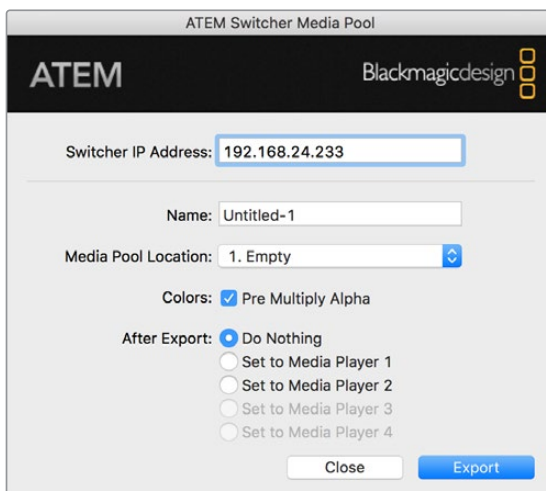 ATEM Switcher Media Pool
ATEM
Blackmagicdesign
Switcher IP Address: 192.168.24.233
Name: Untitled-1
Media Pool Location: 1. Empty
Colors: Pre Multiply Alpha
After Export: Do Nothing
Set to Media Player 1
Set to Media Player 2
Set to Media Player 3
Set to Media Player 4
Close Export